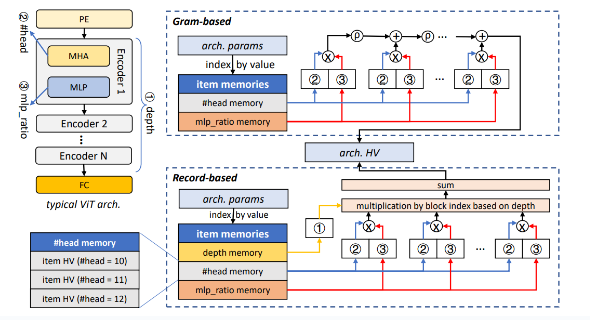 ② #head
③ mlp_ratio
PE
MHA
MLP
Encoder 1
① depth
Encoder 2
Encoder N
FC
typical ViT arch.
#head memory
item HV (#head = 10)
item HV (#head = 11)
item HV (#head = 12)
Gram-based
arch. params
index by value
item memories
#head memory
mlp_ratio memory
p + p ... +
x x x
② ③ ② ③ ... ② ③
arch. HV
Record-based
arch. params
index by value
item memories
depth memory
#head memory
mlp_ratio memory
sum
multiplication by block index based on depth
①
x x x
② ③ ② ③ ... ② ③